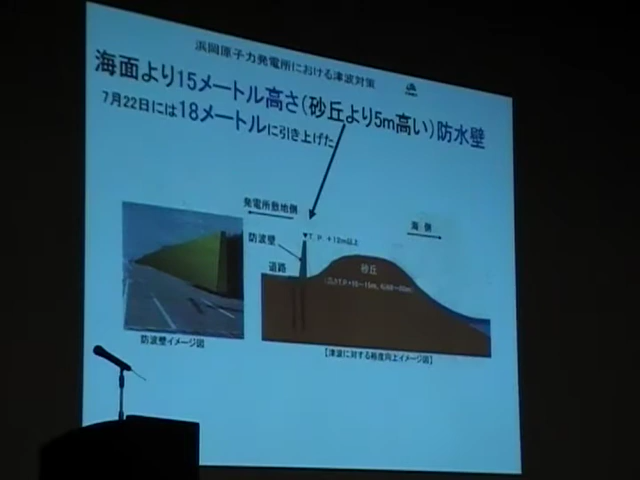 浜岡原子力発電所における津波対策
海面より15メートル高さ(砂丘より5m高い)防水壁
7月22日には18メートルに引き上げた
発電所敷地側
海 側
防波壁
▼T.P.+12m以上
道路
砂丘
防波壁イメージ図
【津波に対する裕度向上イメージ図】